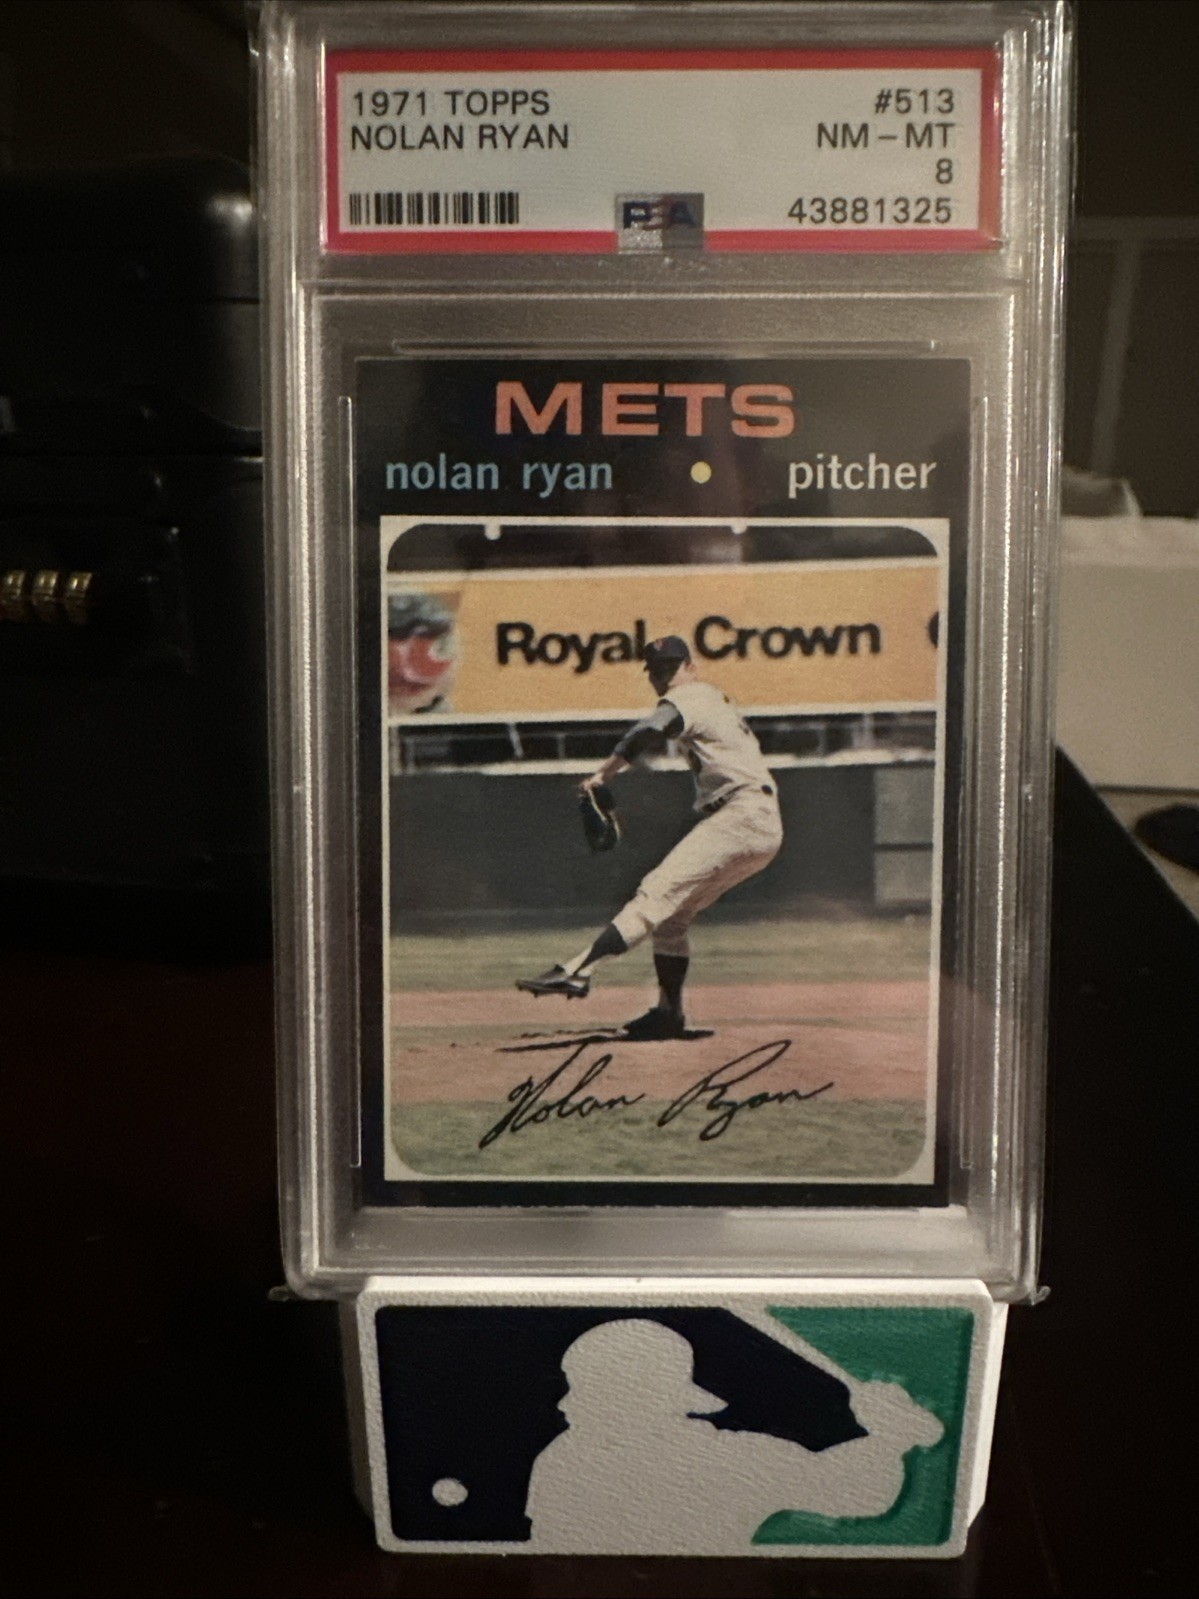 1971 TOPPS #513
NOLAN RYAN NM - MT
8
PSA 43881325
METS
nolan ryan • pitcher
Royal Crown
Nolan Ryan